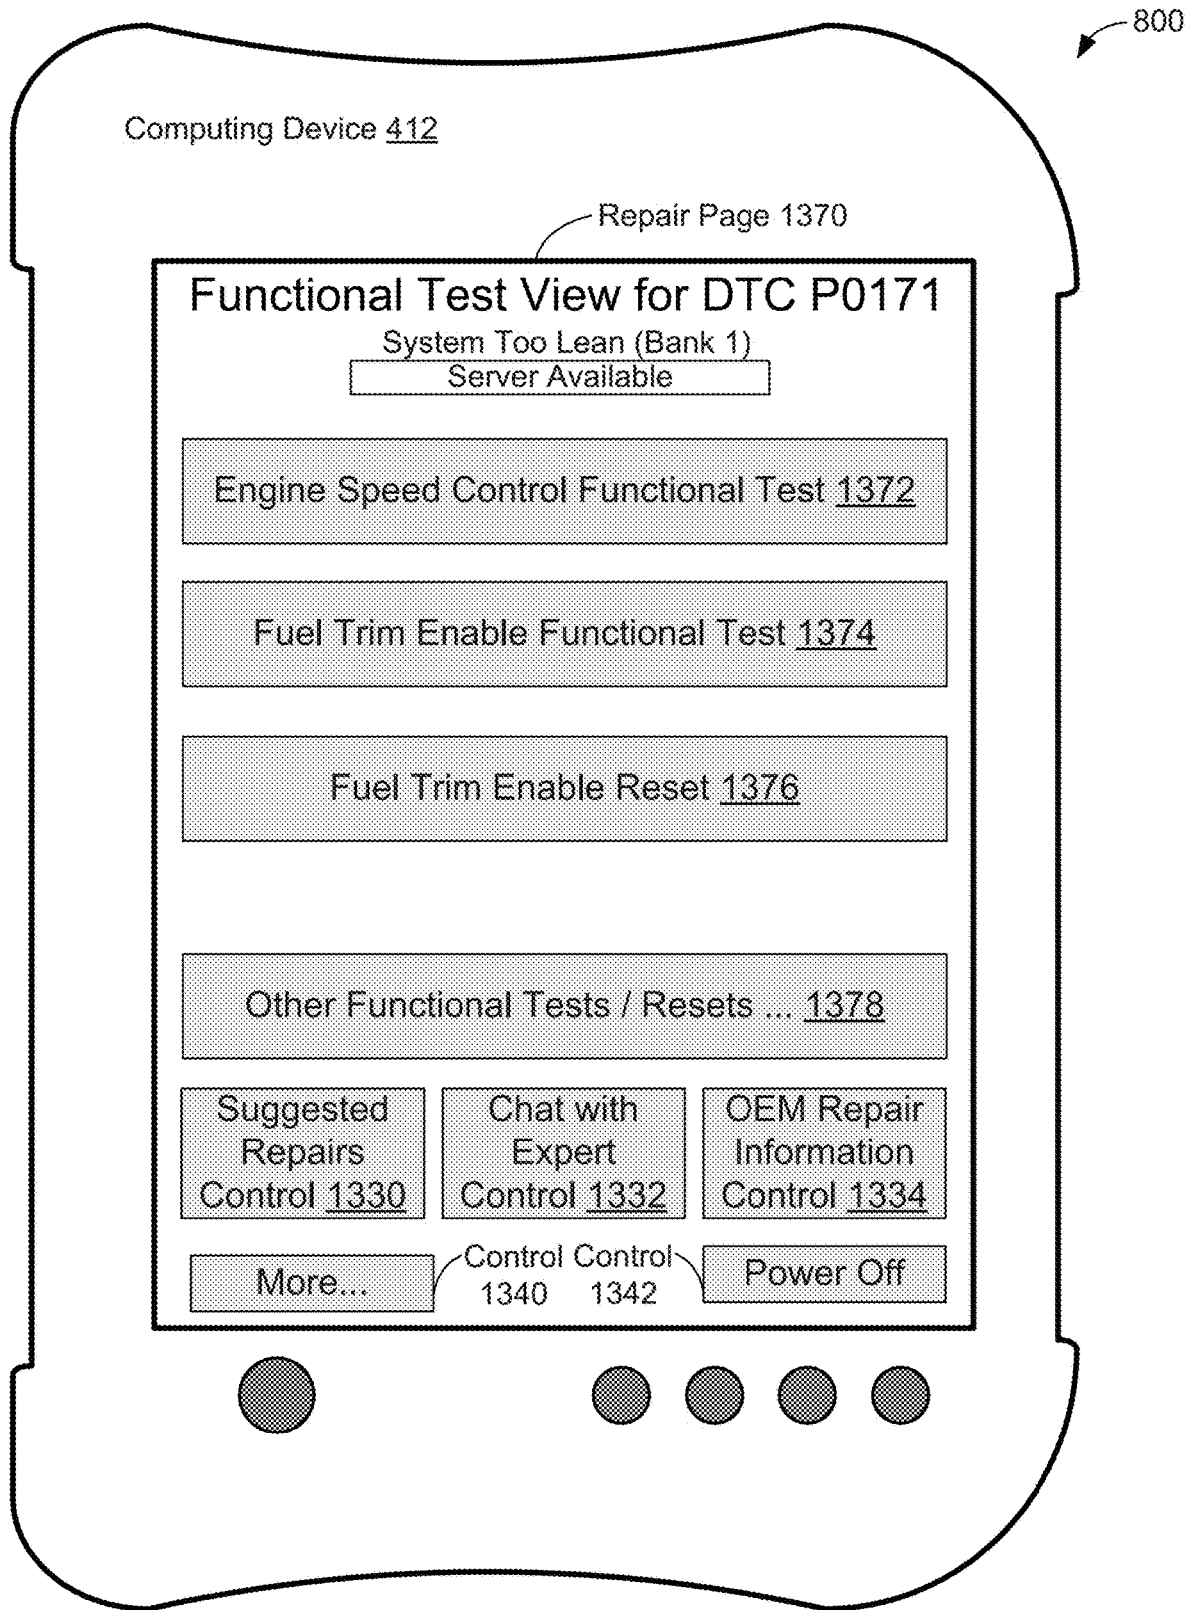 800
Computing Device 412
Repair Page 1370
Functional Test View for DTC P0171
System Too Lean (Bank 1)
Server Available
Engine Speed Control Functional Test 1372
Fuel Trim Enable Functional Test 1374
Fuel Trim Enable Reset 1376
Other Functional Tests / Resets ... 1378
Suggested
Repairs
Control 1330
Chat with
Expert
Control 1332
OEM Repair
Information
Control 1334
More...
Control
1340
Control
1342
Power Off